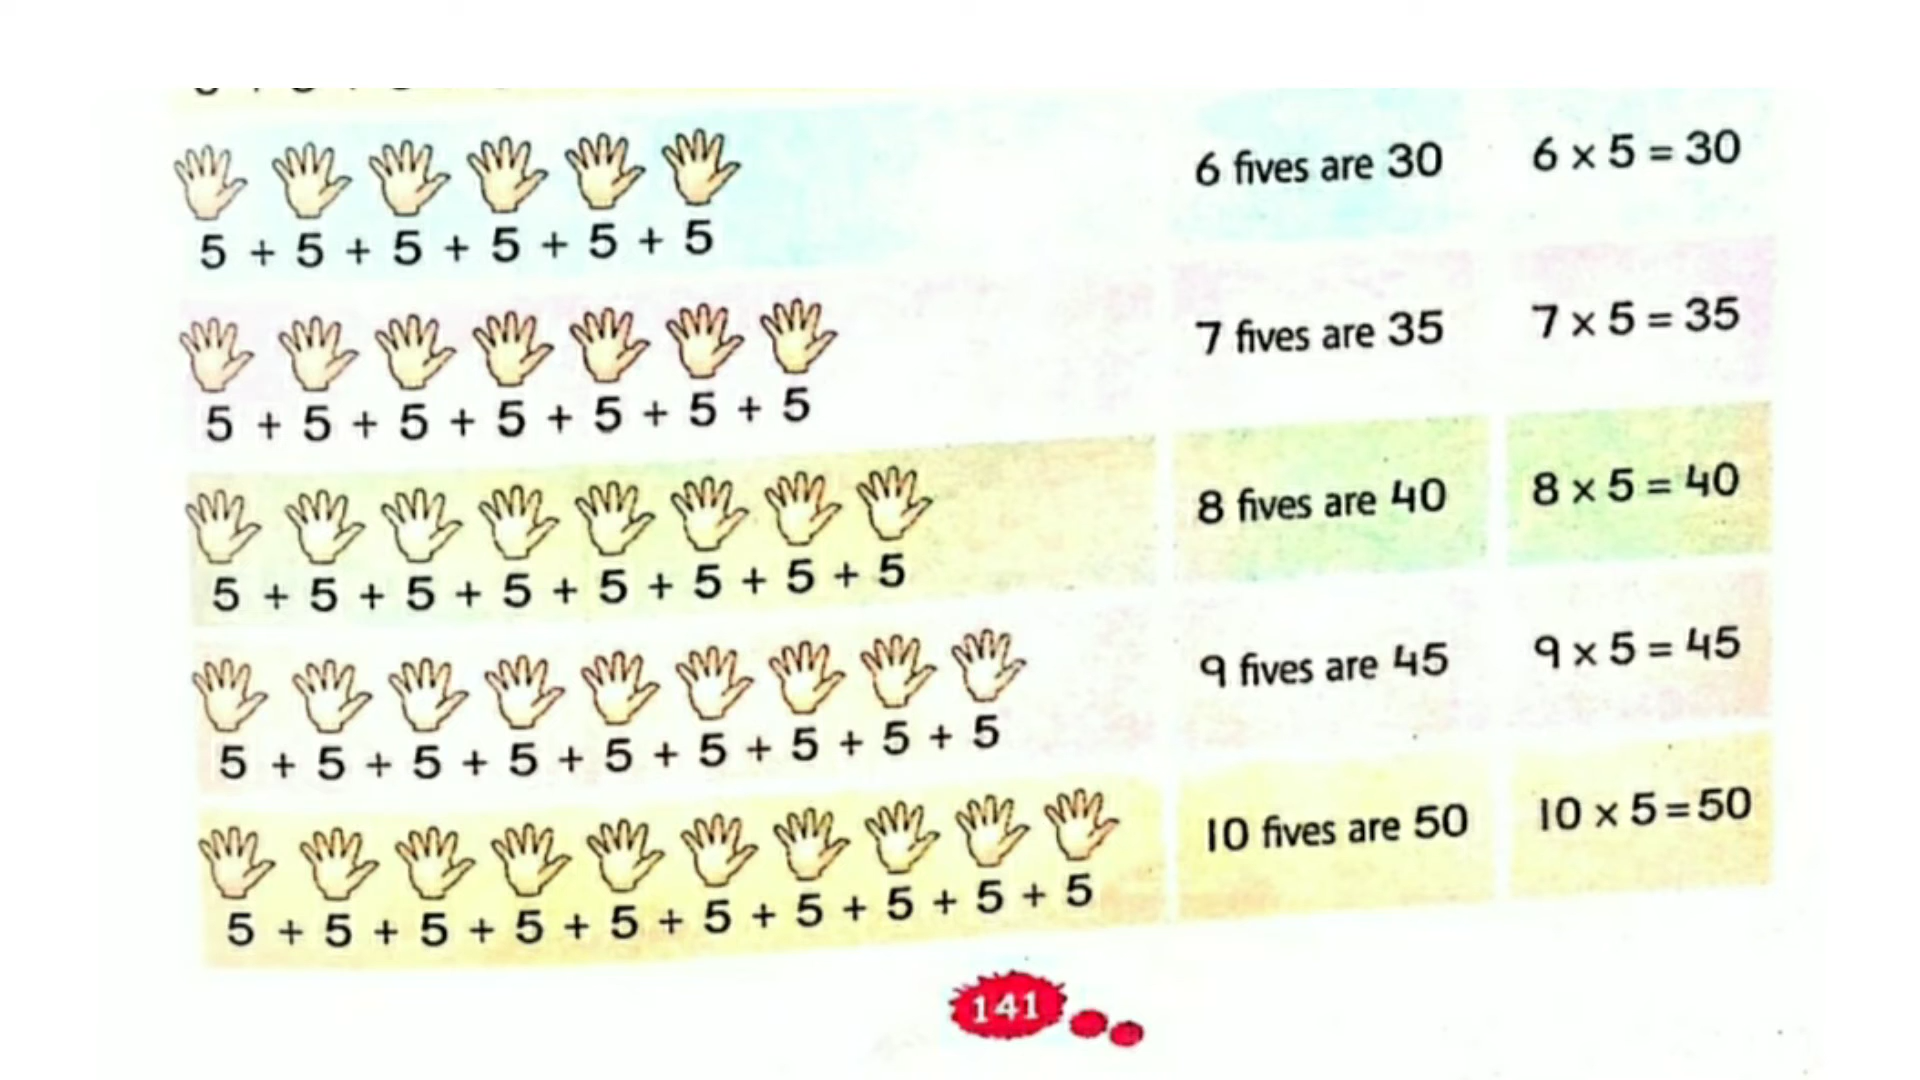 5 + 5 + 5 + 5 + 5 + 5
6 fives are 30
6 x 5 = 30
5 + 5 + 5 + 5 + 5 + 5 + 5
7 fives are 35
7 x 5 = 35
5 + 5 + 5 + 5 + 5 + 5 + 5 + 5
8 fives are 40
8 x 5 = 40
5 + 5 + 5 + 5 + 5 + 5 + 5 + 5 + 5
9 fives are 45
9 x 5 = 45
5 + 5 + 5 + 5 + 5 + 5 + 5 + 5 + 5 + 5
10 fives are 50
10 x 5 = 50
141